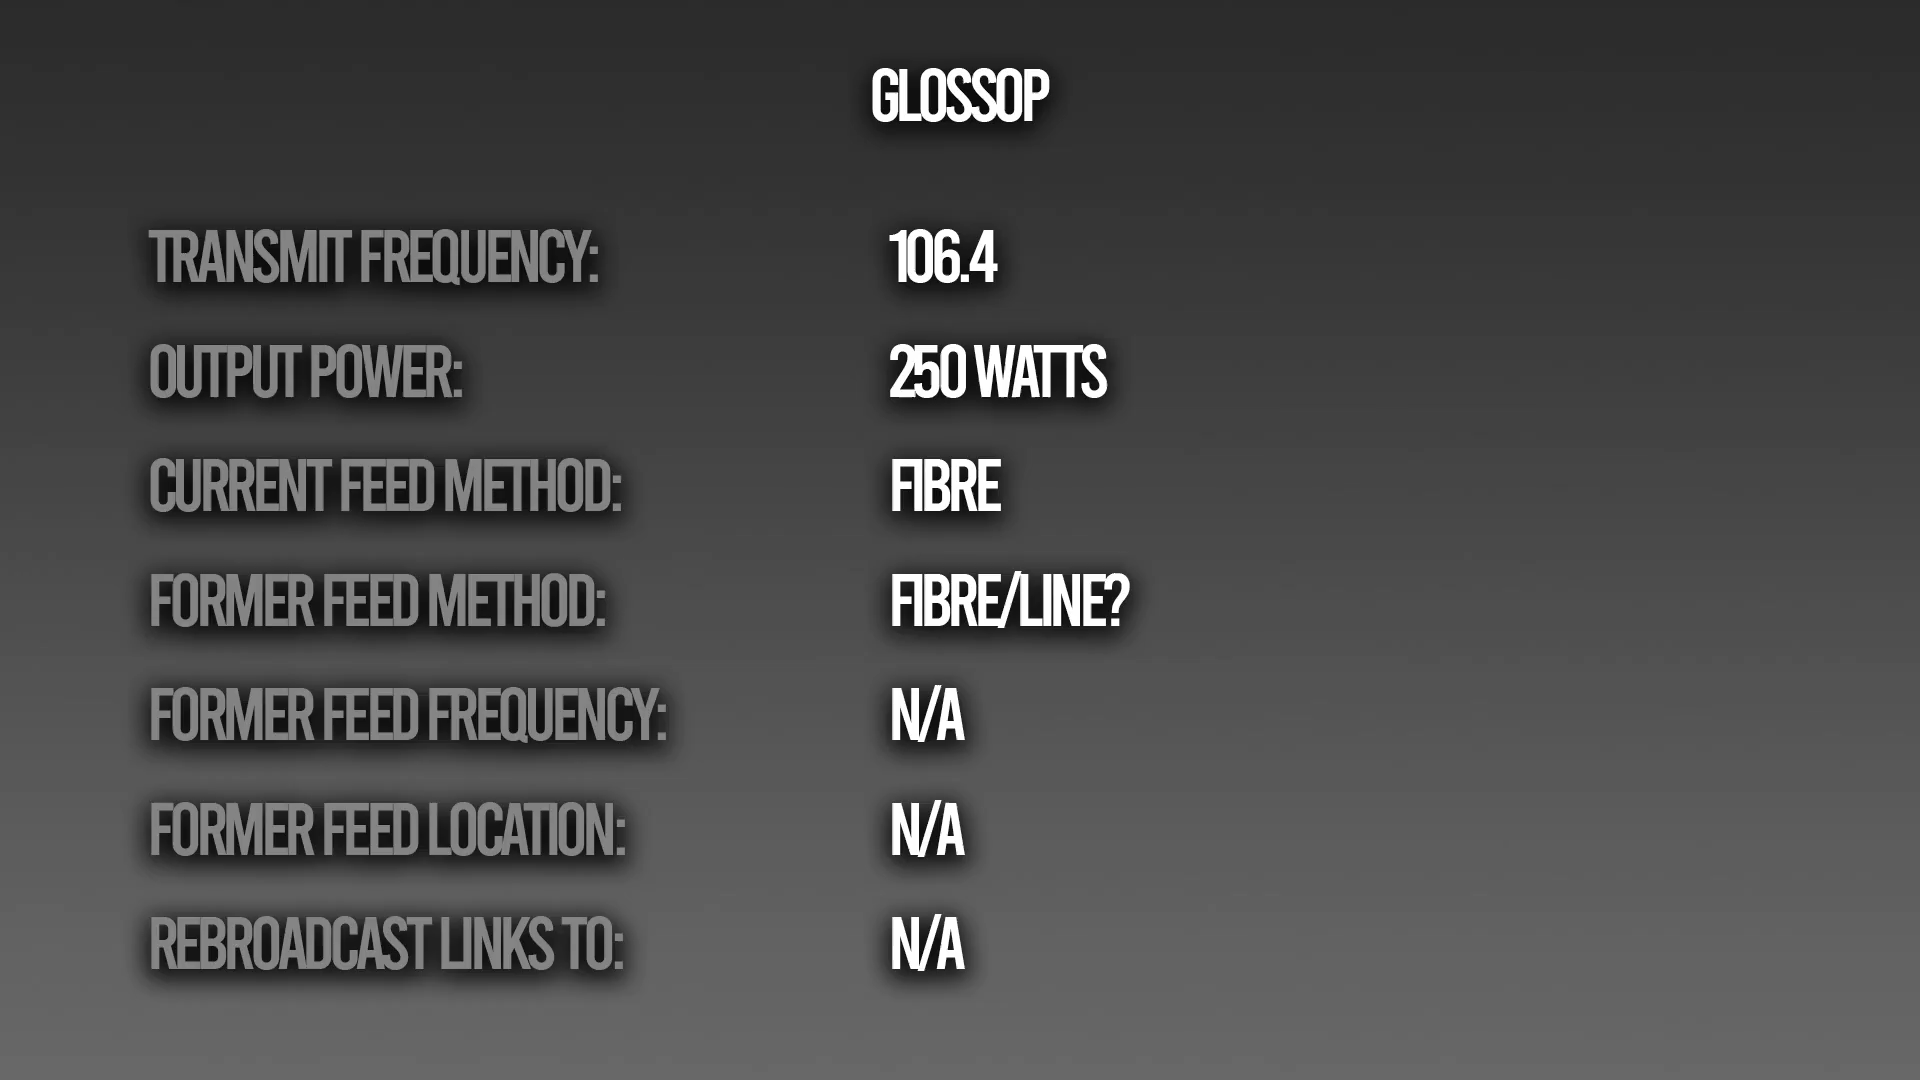 GLOSSOP
TRANSMIT FREQUENCY: 106.4
OUTPUT POWER: 250 WATTS
CURRENT FEED METHOD: FIBRE
FORMER FEED METHOD: FIBRE/LINE?
FORMER FEED FREQUENCY: N/A
FORMER FEED LOCATION: N/A
REBROADCAST LINKS TO: N/A